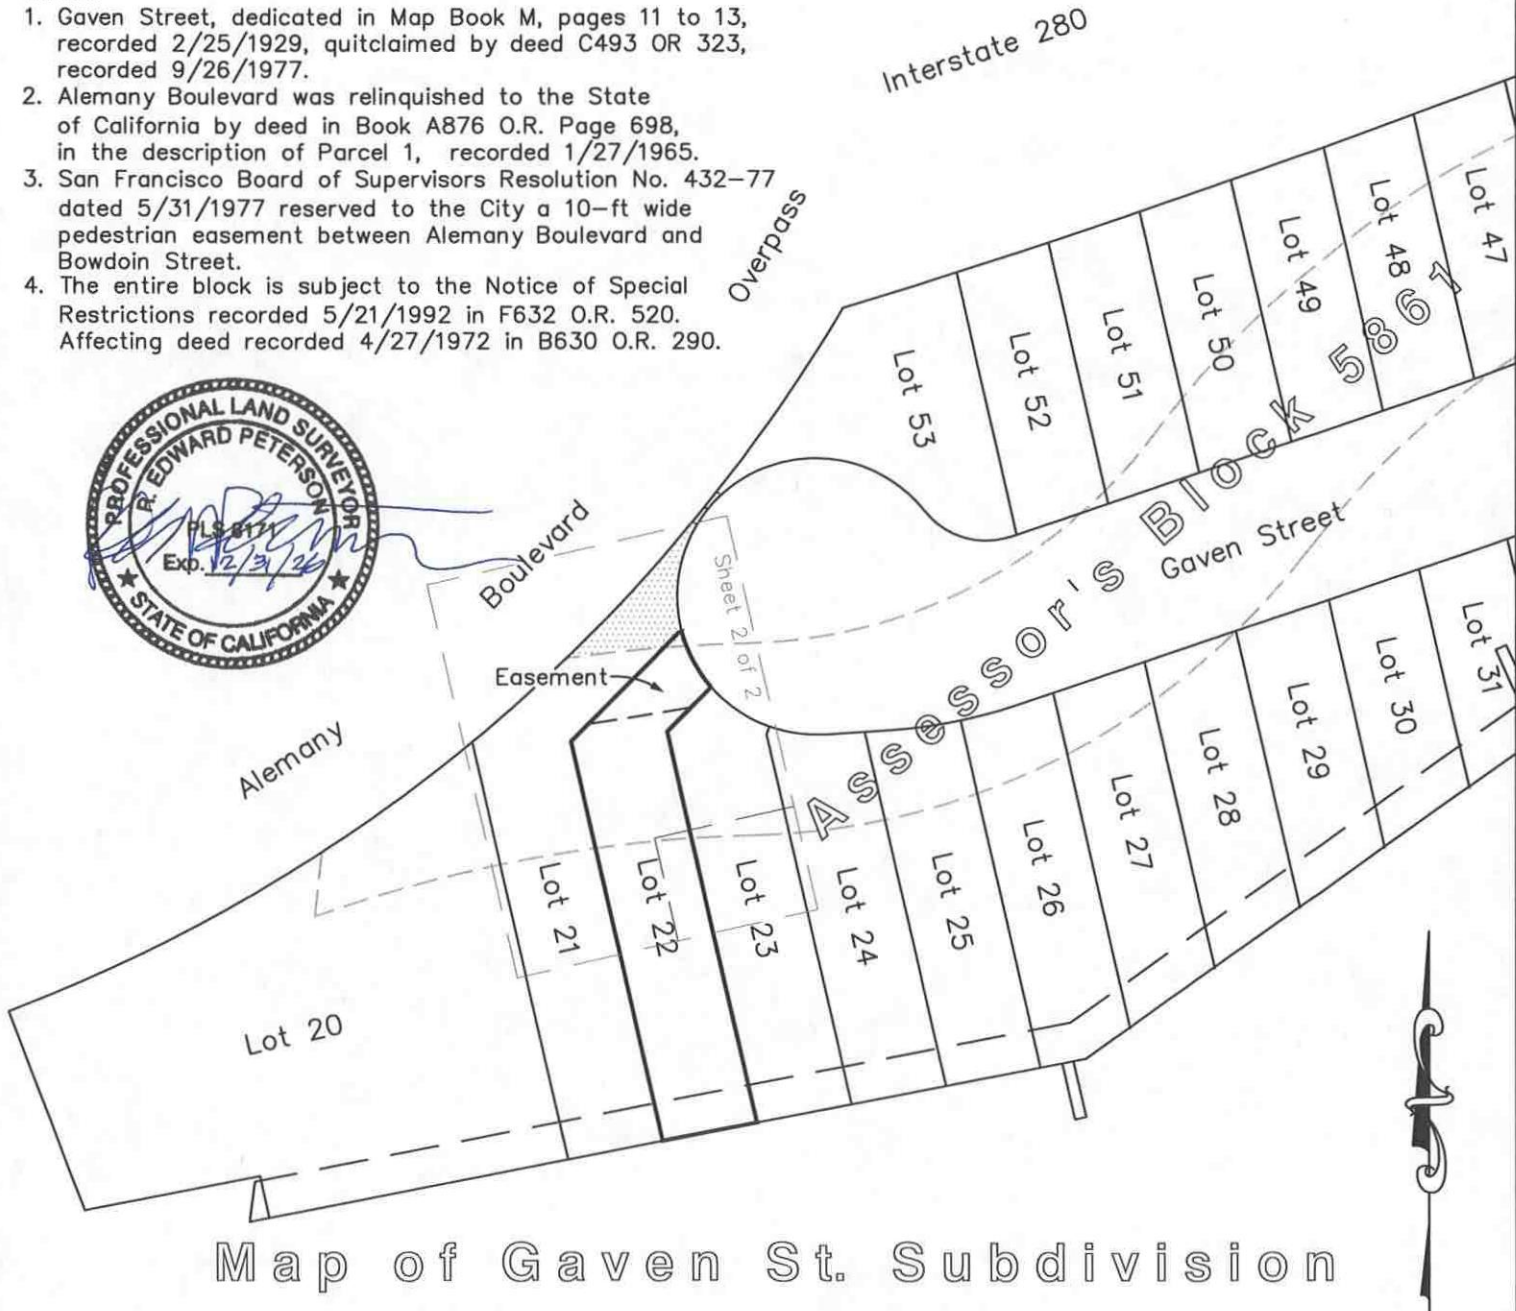 1. Gaven Street, dedicated in Map Book M, pages 11 to 13,
recorded 2/25/1929, quitclaimed by deed C493 OR 323,
recorded 9/26/1977.
2. Alemany Boulevard was relinquished to the State
of California by deed in Book A876 O.R. Page 698,
in the description of Parcel 1, recorded 1/27/1965.
3. San Francisco Board of Supervisors Resolution No. 432-77
dated 5/31/1977 reserved to the City a 10-ft wide
pedestrian easement between Alemany Boulevard and
Bowdoin Street.
4. The entire block is subject to the Notice of Special
Restrictions recorded 5/21/1992 in F632 O.R. 520.
Affecting deed recorded 4/27/1972 in B630 O.R. 290.
Interstate 280
Overpass
PROFESSIONAL LAND SURVEYOR
R. EDWARD PETERSON
PLS 8171
Exp. 12/31/26
STATE OF CALIFORNIA
Alemany
Boulevard
Lot 53
Lot 52
Lot 51
Lot 50
Lot 49
Lot 48
Lot 47
Assessor's Block 5861
Gaven Street
Sheet 2 of 2
Easement
Lot 20
Lot 21
Lot 22
Lot 23
Lot 24
Lot 25
Lot 26
Lot 27
Lot 28
Lot 29
Lot 30
Lot 31
Map of Gaven St. Subdivision